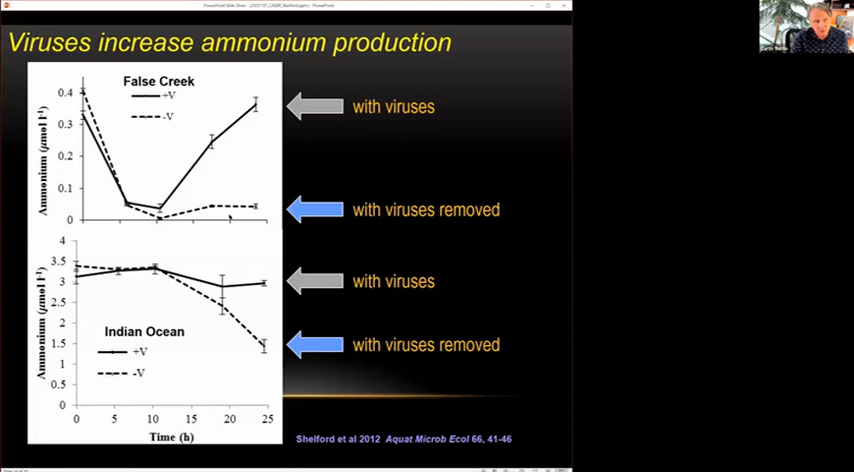 Viruses increase ammonium production
False Creek
+V
-V
Ammonium (µmol l-1)
0.4
0.3
0.2
0.1
0
with viruses
with viruses removed
Indian Ocean
+V
-V
Ammonium (µmol l-1)
4
3.5
3
2.5
2
1.5
1
0.5
0
0 5 10 15 20 25
Time (h)
with viruses
with viruses removed
Shelford et al 2012 Aquat Microb Ecol 66, 41-46